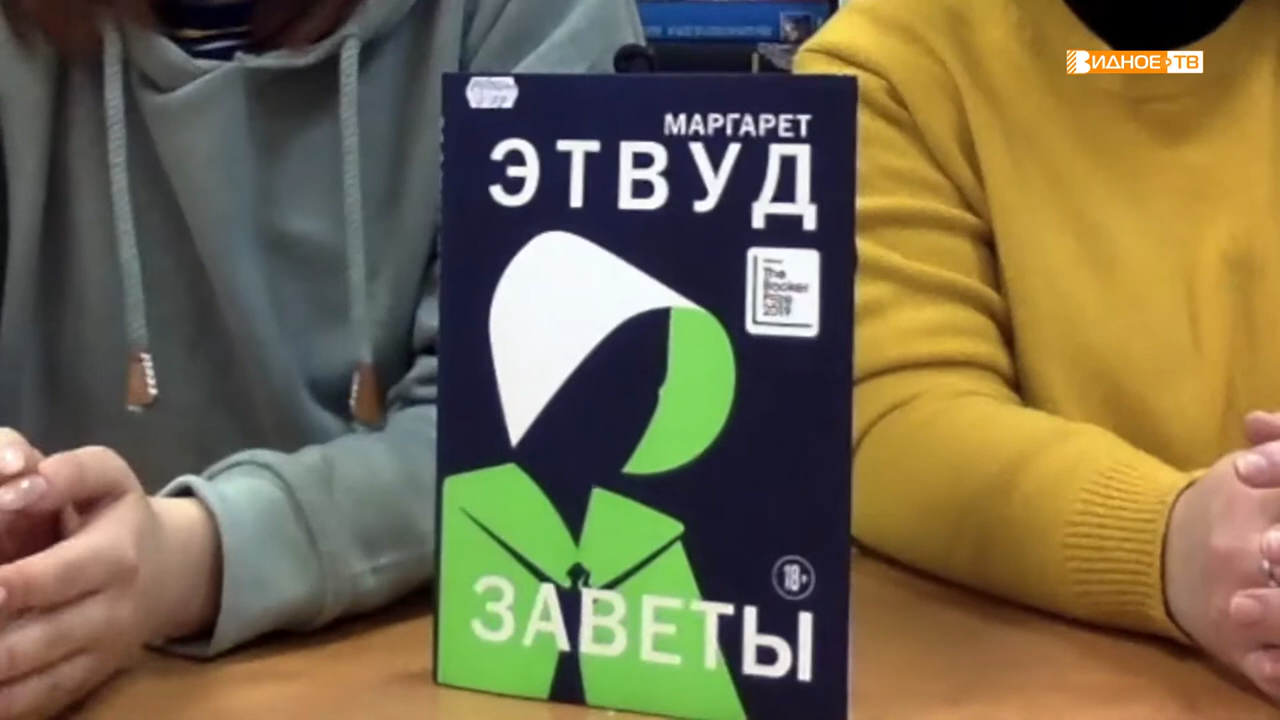 ВИДНОЕ ТВ
МАРГАРЕТ
ЭТВУД
The
Booker
Prize
2019
18+
ЗАВЕТЫ